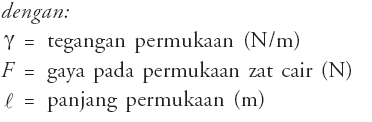 dengan:
γ = tegangan permukaan (N/m)
F = gaya pada permukaan zat cair (N)
ℓ = panjang permukaan (m)